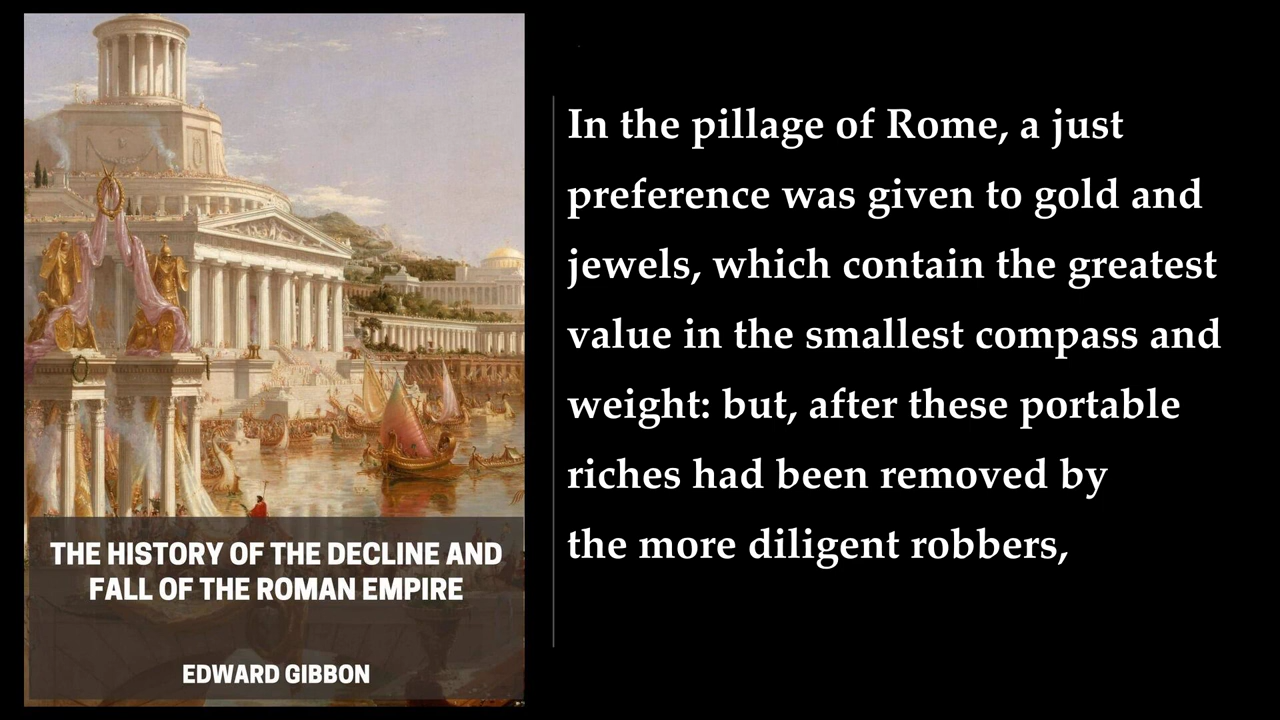 THE HISTORY OF THE DECLINE AND
FALL OF THE ROMAN EMPIRE
EDWARD GIBBON
In the pillage of Rome, a just
preference was given to gold and
jewels, which contain the greatest
value in the smallest compass and
weight: but, after these portable
riches had been removed by
the more diligent robbers,